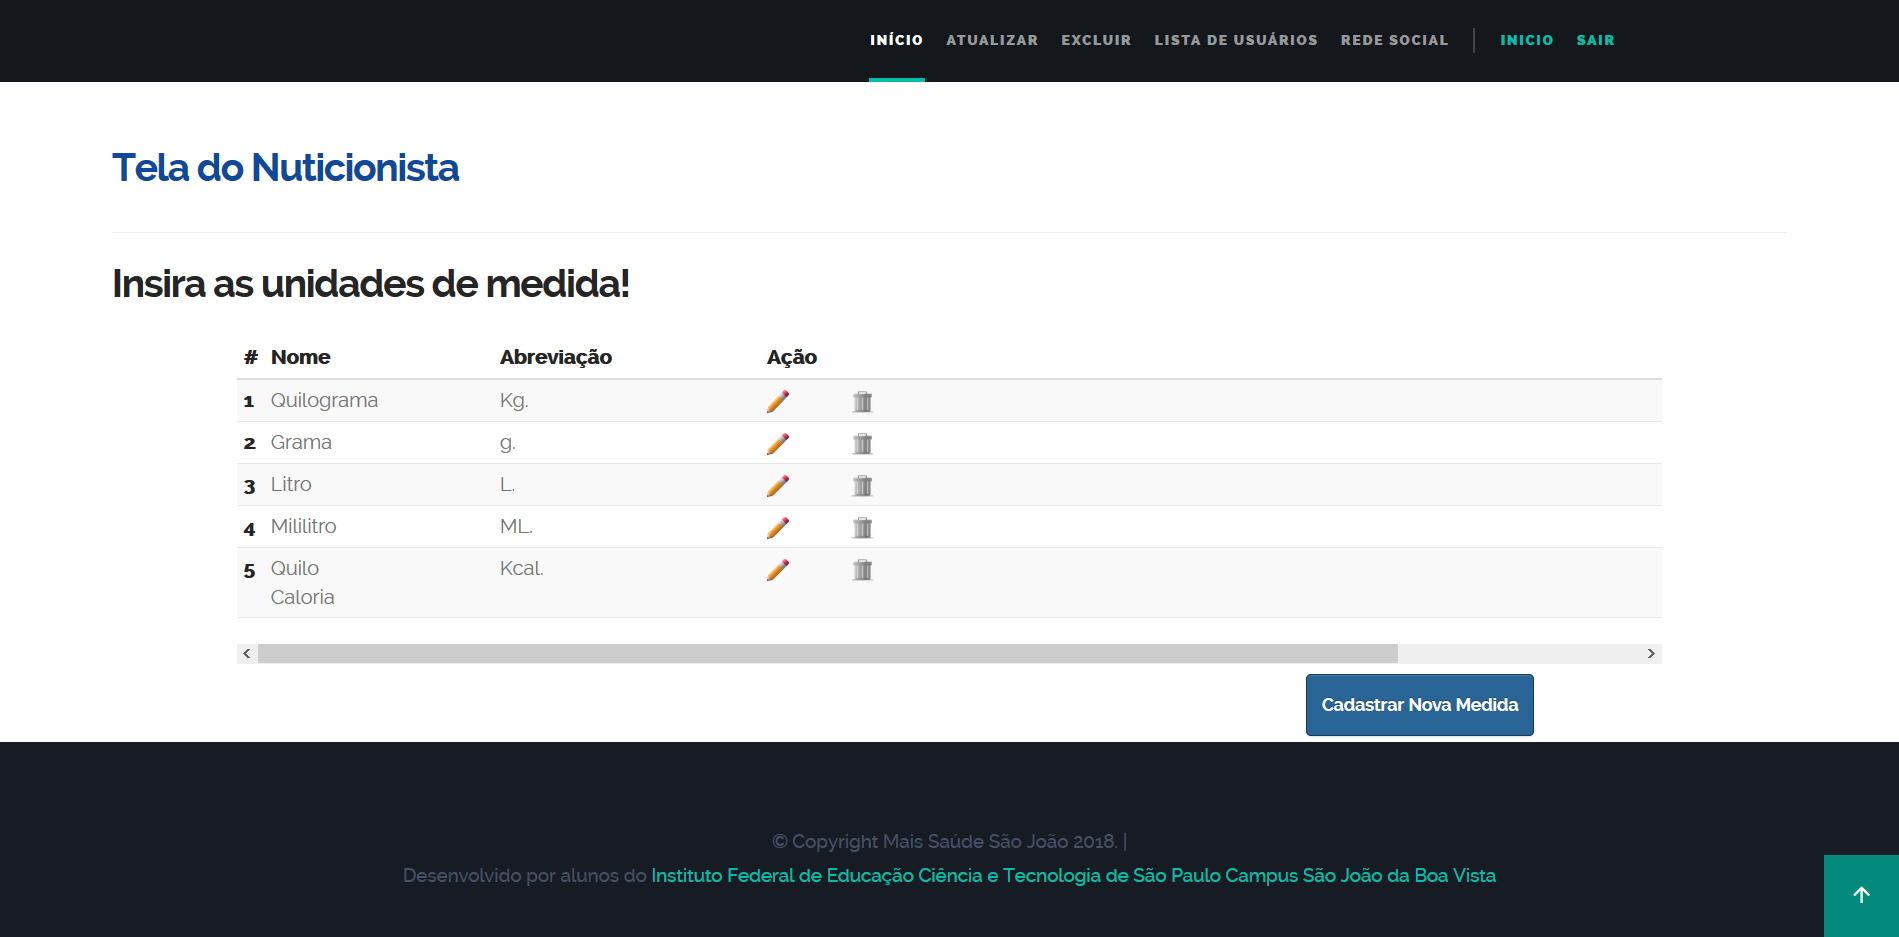 INÍCIO ATUALIZAR EXCLUIR LISTA DE USUÁRIOS REDE SOCIAL INICIO SAIR
Tela do Nuticionista
Insira as unidades de medida!
# Nome Abreviação Ação
1 Quilograma Kg.
2 Grama g.
3 Litro L.
4 Mililitro ML.
5 Quilo Kcal.
Caloria
Cadastrar Nova Medida
© Copyright Mais Saúde São João 2018. |
Desenvolvido por alunos do Instituto Federal de Educação Ciência e Tecnologia de São Paulo Campus São João da Boa Vista